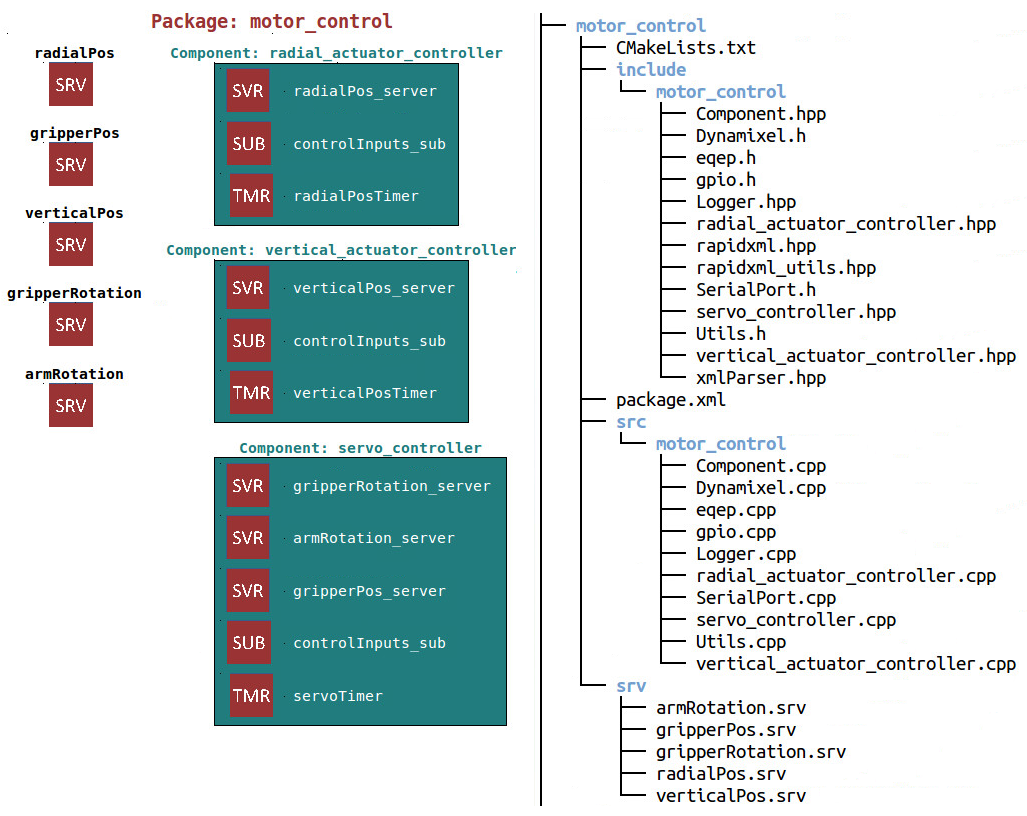 Package: motor_control
radialPos
SRV
gripperPos
SRV
verticalPos
SRV
gripperRotation
SRV
armRotation
SRV
Component: radial_actuator_controller
SVR radialPos_server
SUB controlInputs_sub
TMR radialPosTimer
Component: vertical_actuator_controller
SVR verticalPos_server
SUB controlInputs_sub
TMR verticalPosTimer
Component: servo_controller
SVR gripperRotation_server
SVR armRotation_server
SVR gripperPos_server
SUB controlInputs_sub
TMR servoTimer
motor_control
CMakeLists.txt
include
motor_control
Component.hpp
Dynamixel.h
eqep.h
gpio.h
Logger.hpp
radial_actuator_controller.hpp
rapidxml.hpp
rapidxml_utils.hpp
SerialPort.h
servo_controller.hpp
Utils.h
vertical_actuator_controller.hpp
xmlParser.hpp
package.xml
src
motor_control
Component.cpp
Dynamixel.cpp
eqep.cpp
gpio.cpp
Logger.cpp
radial_actuator_controller.cpp
SerialPort.cpp
servo_controller.cpp
Utils.cpp
vertical_actuator_controller.cpp
srv
armRotation.srv
gripperPos.srv
gripperRotation.srv
radialPos.srv
verticalPos.srv